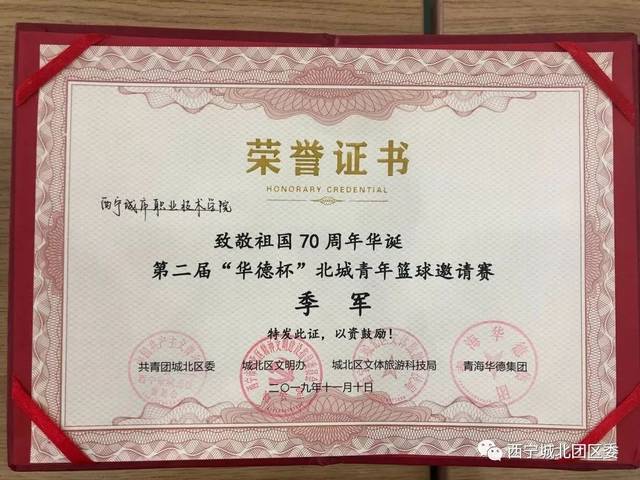 荣誉证书
HONORARY CREDENTIAL
西宁城市职业技术学院
致敬祖国70周年华诞
第二届“华德杯”北城青年篮球邀请赛
季军
特发此证，以资鼓励！
共青团城北区委 城北区文明办 城北区文体旅游科技局 青海华德集团
二〇一九年十一月十日
西宁城北团区委